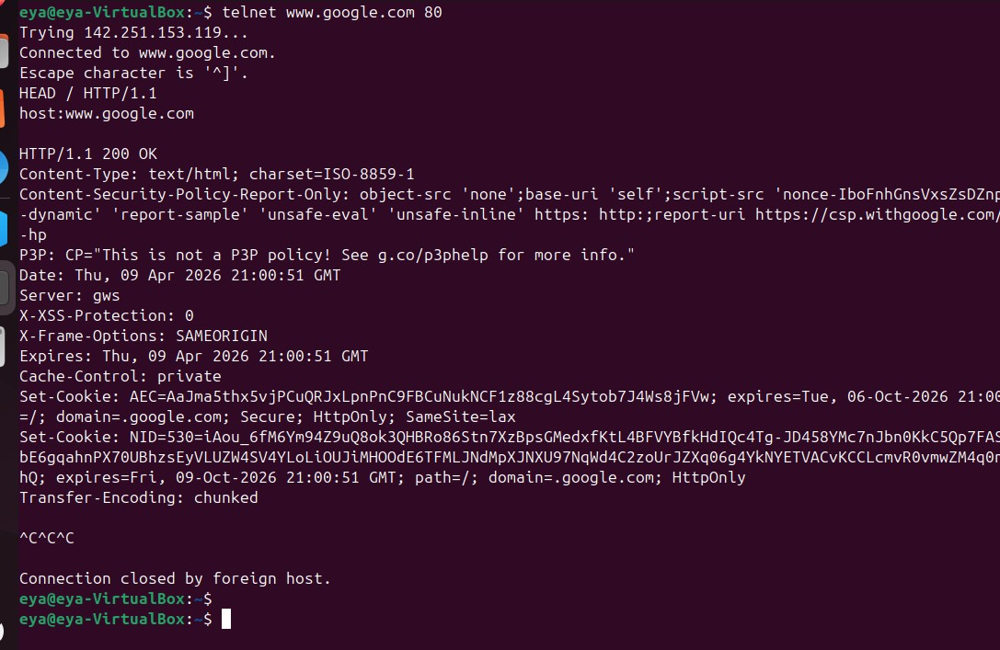 eya@eya-VirtualBox:~$ telnet www.google.com 80
Trying 142.251.153.119...
Connected to www.google.com.
Escape character is '^]'.
HEAD / HTTP/1.1
host:www.google.com
HTTP/1.1 200 OK
Content-Type: text/html; charset=ISO-8859-1
Content-Security-Policy-Report-Only: object-src 'none';base-uri 'self';script-src 'nonce-IboFnhGnsVxsZsDZnp
-dynamic' 'report-sample' 'unsafe-eval' 'unsafe-inline' https: http:;report-uri https://csp.withgoogle.com/
-hp
P3P: CP="This is not a P3P policy! See g.co/p3phelp for more info."
Date: Thu, 09 Apr 2026 21:00:51 GMT
Server: gws
X-XSS-Protection: 0
X-Frame-Options: SAMEORIGIN
Expires: Thu, 09 Apr 2026 21:00:51 GMT
Cache-Control: private
Set-Cookie: AEC=AaJma5thx5vjPCuQRJxLpnPnC9FBCuNukNCF1z88cgL4Sytob7J4Ws8jFVw; expires=Tue, 06-Oct-2026 21:00
=/; domain=.google.com; Secure; HttpOnly; SameSite=lax
Set-Cookie: NID=530=iAou_6fM6Ym94Z9uQ8ok3QHBRo86Stn7XzBpsGMedxfKtL4BFVYBfkHdIQc4Tg-JD458YMc7nJbn0KkC5Qp7FAS
bE6gqahnPX70UBhzsEyVLUZW4SV4YLoLiOUJiMHOOdE6TFMLJNdMpXJNXU97NqWd4C2zoUrJZXq06g4YkNYETVACvKCCLcmvR0vmwZM4q0r
hQ; expires=Fri, 09-Oct-2026 21:00:51 GMT; path=/; domain=.google.com; HttpOnly
Transfer-Encoding: chunked
^C^C^C
Connection closed by foreign host.
eya@eya-VirtualBox:~$
eya@eya-VirtualBox:~$